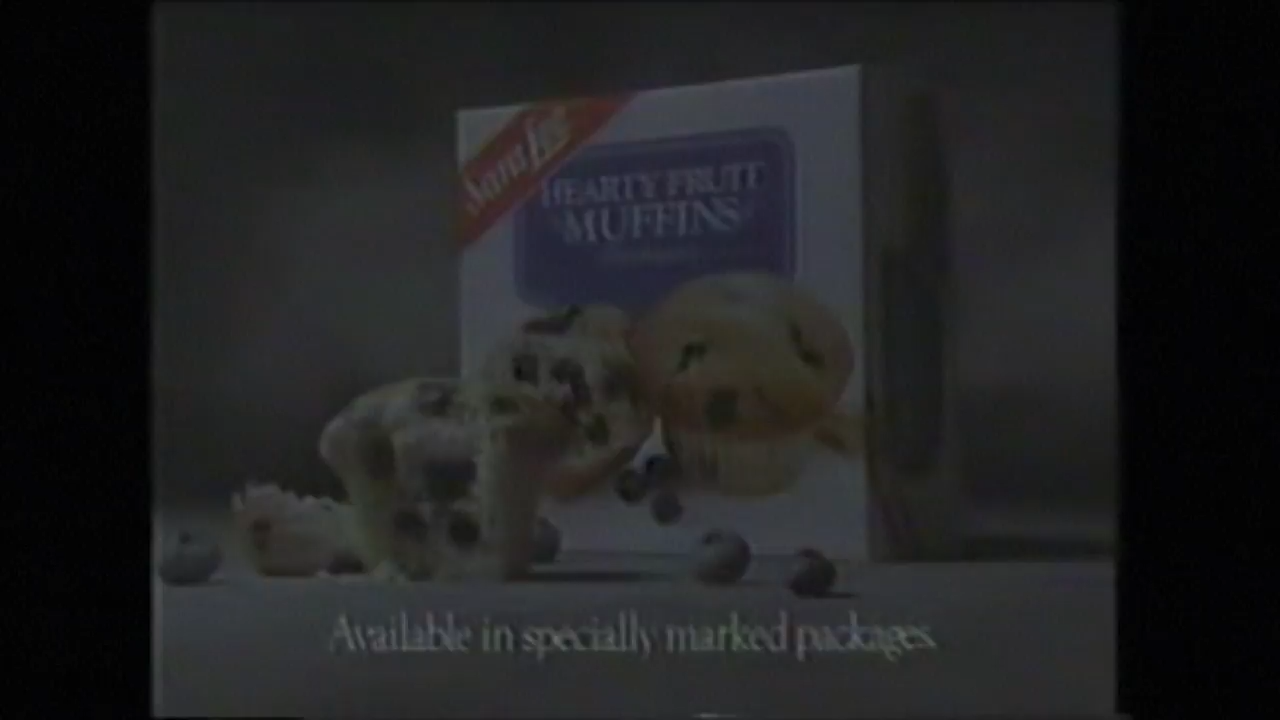 Sara Lee
HEARTY FRUIT
MUFFINS
Available in specially marked packages